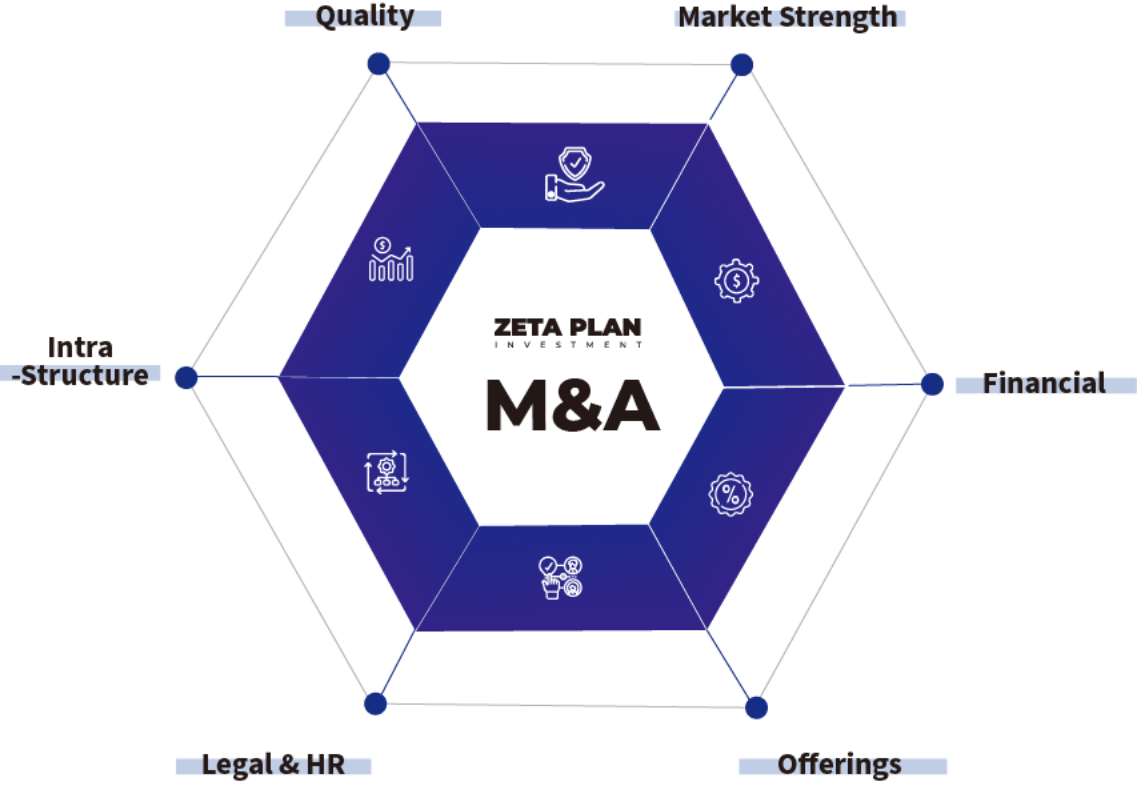 Quality
Market Strength
Intra
-Structure
ZETA PLAN
INVESTMENT
M&A
Financial
Legal & HR
Offerings